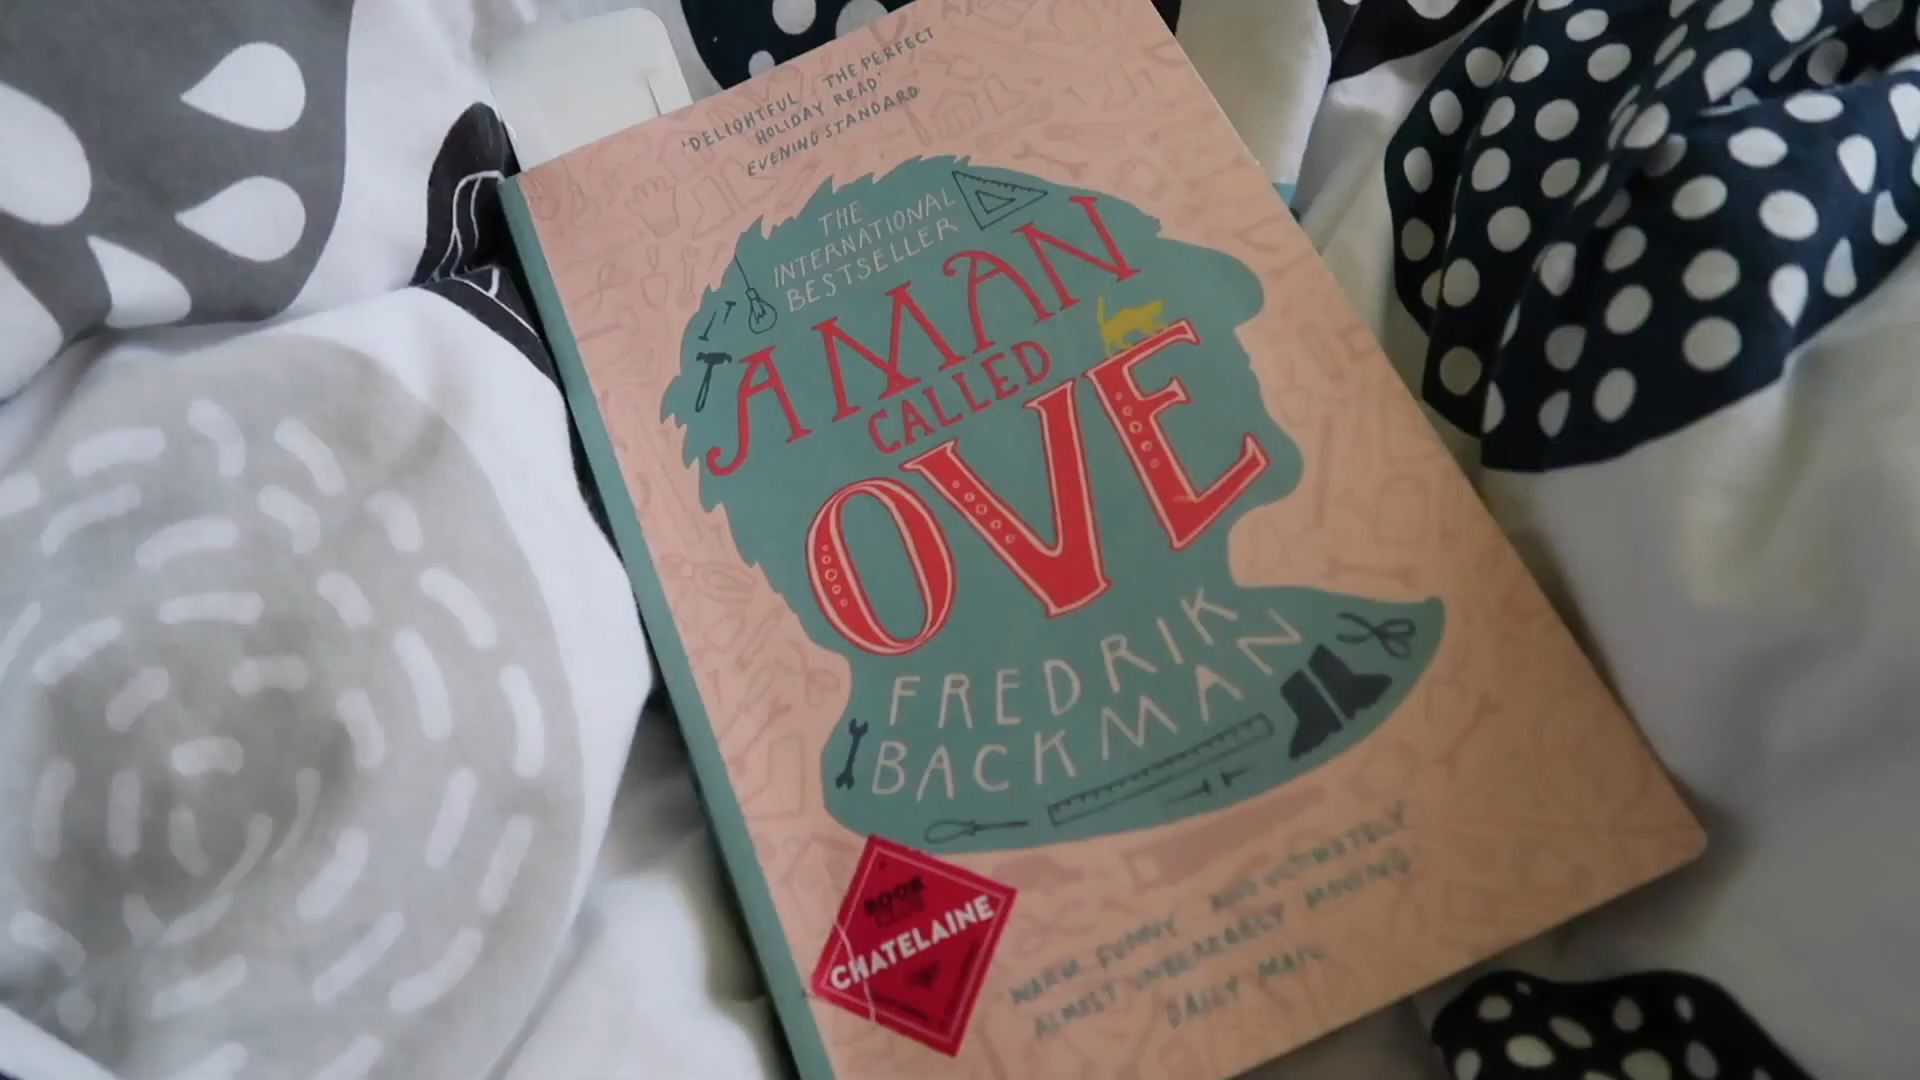 'DELIGHTFUL THE PERFECT
HOLIDAY READ'
EVENING STANDARD
THE
INTERNATIONAL
BESTSELLER
A MAN
CALLED
OVE
FREDRIK
BACKMAN
BOOK
CHATELAINE
WARM FUNNY AND ULTIMATELY
ALMOST UNBEARABLY MOVING'
DAILY MAIL